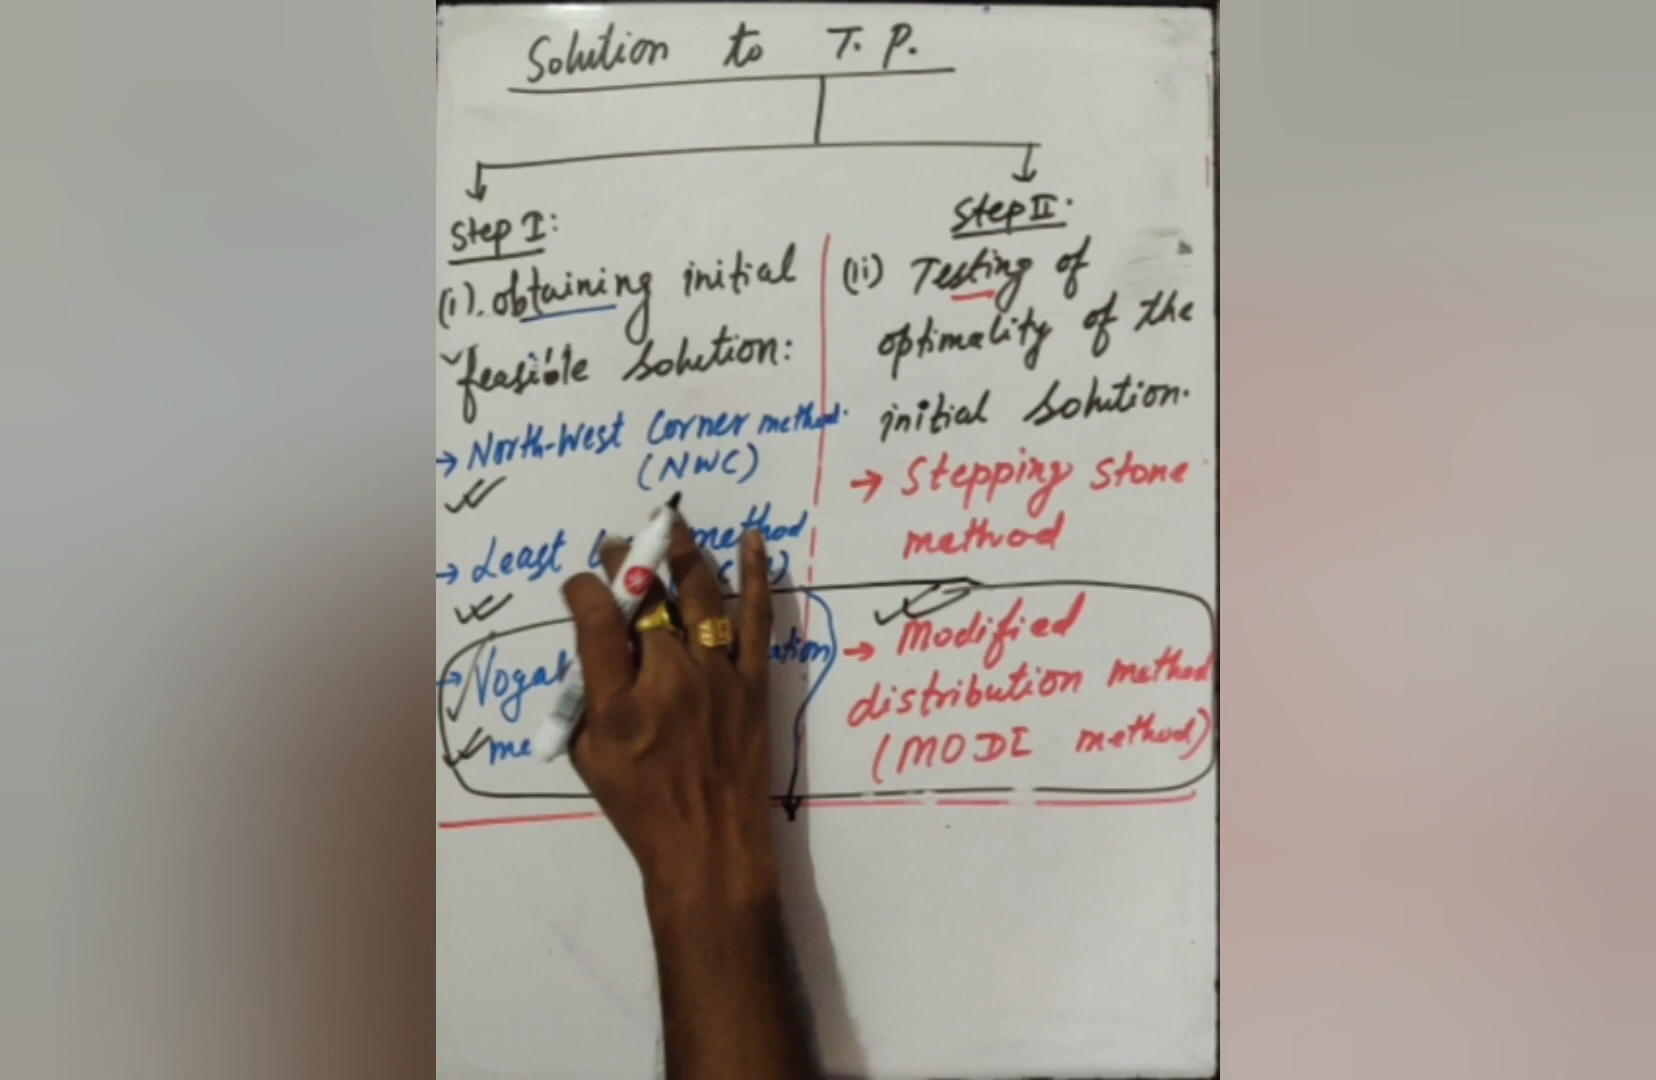 Solution to T. P.
Step I:
(i). obtaining initial
feasible solution:
→ North-West Corner method.
(NWC)
→ Least method
→ Vogal
Step II.
(ii) Testing of
optimality of the
initial solution.
→ Stepping Stone
method
→ Modified
distribution method
(MODI method)